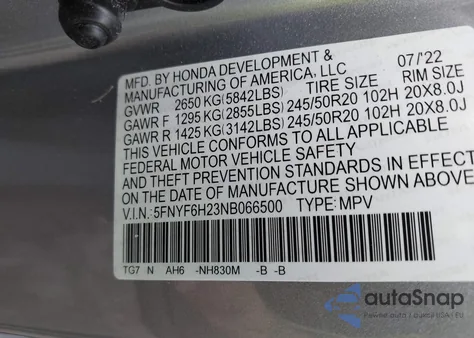 MFD. BY HONDA DEVELOPMENT &
MANUFACTURING OF AMERICA, LLC 07/'22
GVWR 2650 KG(5842LBS) TIRE SIZE RIM SIZE
GAWR F 1295 KG(2855LBS) 245/50R20 102H 20X8.0J
GAWR R 1425 KG(3142LBS) 245/50R20 102H 20X8.0J
THIS VEHICLE CONFORMS TO ALL APPLICABLE
FEDERAL MOTOR VEHICLE SAFETY
AND THEFT PREVENTION STANDARDS IN EFFECT
ON THE DATE OF MANUFACTURE SHOWN ABOVE
V.I.N.: 5FNYF6H23NB066500 TYPE: MPV
TG7 N AH6 -NH830M -B -B
autoSnap